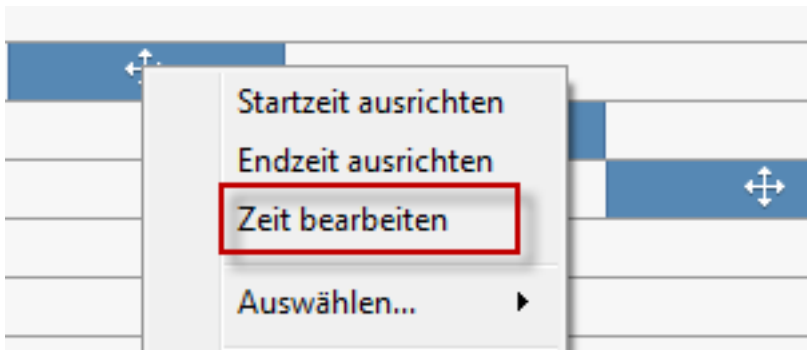 Startzeit ausrichten
Endzeit ausrichten
Zeit bearbeiten
Auswählen...